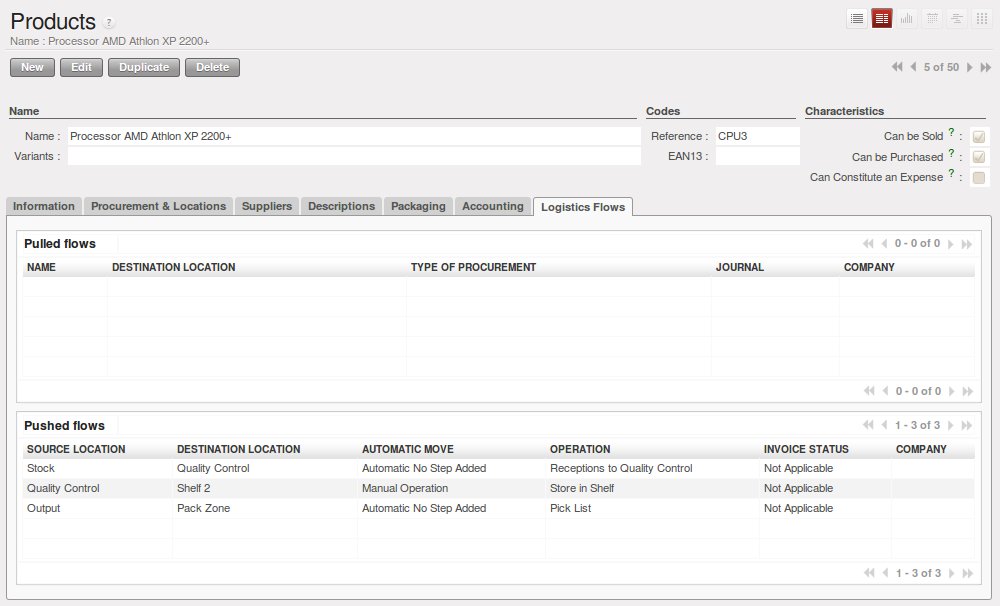 Products ?
Name : Processor AMD Athlon XP 2200+
New Edit Duplicate Delete 5 of 50
Name Codes Characteristics
Name : Processor AMD Athlon XP 2200+ Reference : CPU3 Can be Sold ? :
Variants : EAN13 : Can be Purchased ? :
Can Constitute an Expense ? :
Information Procurement & Locations Suppliers Descriptions Packaging Accounting Logistics Flows
Pulled flows 0 - 0 of 0
NAME DESTINATION LOCATION TYPE OF PROCUREMENT JOURNAL COMPANY
0 - 0 of 0
Pushed flows 1 - 3 of 3
SOURCE LOCATION DESTINATION LOCATION AUTOMATIC MOVE OPERATION INVOICE STATUS COMPANY
Stock Quality Control Automatic No Step Added Receptions to Quality Control Not Applicable
Quality Control Shelf 2 Manual Operation Store in Shelf Not Applicable
Output Pack Zone Automatic No Step Added Pick List Not Applicable
1 - 3 of 3